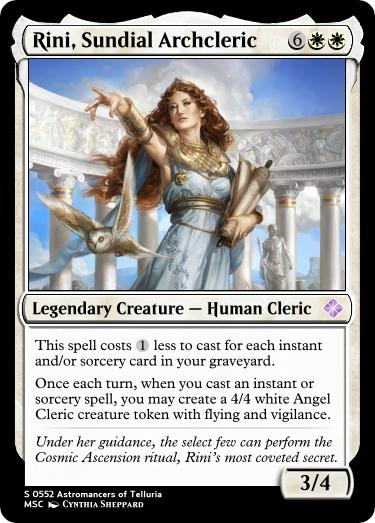 Rini, Sundial Archcleric 6
Legendary Creature — Human Cleric
This spell costs 1 less to cast for each instant
and/or sorcery card in your graveyard.
Once each turn, when you cast an instant or
sorcery spell, you may create a 4/4 white Angel
Cleric creature token with flying and vigilance.
Under her guidance, the select few can perform the
Cosmic Ascension ritual, Rini's most coveted secret.
3/4
S 0552 Astromancers of Telluria
MSC Cynthia Sheppard